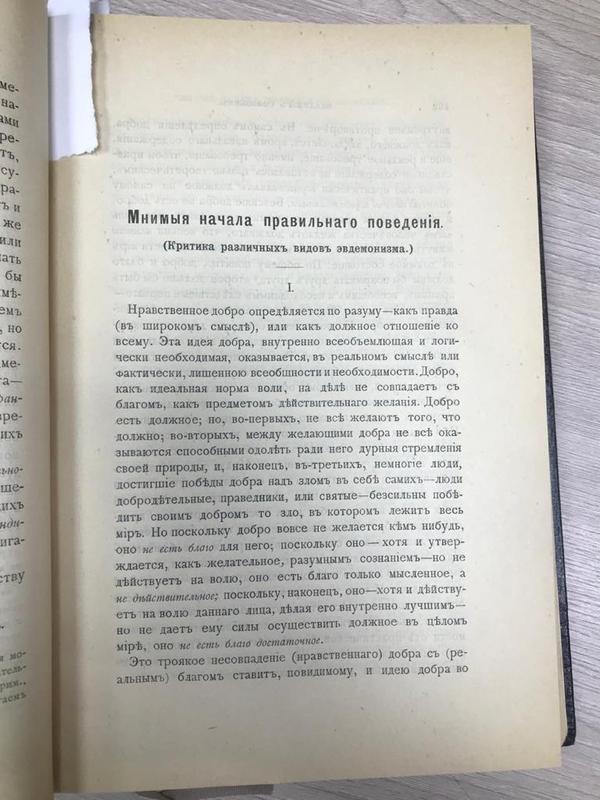 Мнимыя начала правильнаго поведенія.
(Критика различныхъ видовъ эвдемонизма.)
I.
Нравственное добро опредѣляется по разуму—какъ правда
(въ широкомъ смыслѣ), или какъ должное отношеніе ко
всему. Эта идея добра, внутренно всеобъемлющая и логи-
чески необходимая, оказывается, въ реальномъ смыслѣ или
фактически, лишенною всеобщности и необходимости. Добро,
какъ идеальная норма воли, на дѣлѣ не совпадаетъ съ
благомъ, какъ предметомъ дѣйствительнаго желанія. Добро
есть должное; но, во-первыхъ, не всѣ желаютъ того, что
должно; во-вторыхъ, между желающими добра не всѣ ока-
зываются способными одолѣть ради него дурныя стремленія
своей природы, и, наконецъ, въ-третьихъ, немногіе люди,
достигшіе побѣды добра надъ зломъ въ себѣ самихъ—люди
добродѣтельные, праведники, или святые—безсильны побѣ-
дить своимъ добромъ то зло, въ которомъ лежитъ весь
міръ. Но поскольку добро вовсе не желается кѣмъ нибудь,
оно не есть благо для него; поскольку оно—хотя и утвер-
ждается, какъ желательное, разумнымъ сознаніемъ—но не
дѣйствуетъ на волю, оно есть благо только мысленное, а
не дѣйствительное; поскольку, наконецъ, оно—хотя и дѣйству-
етъ на волю даннаго лица, дѣлая его внутренно лучшимъ—
но не даетъ ему силы осуществить должное въ цѣломъ
мірѣ, оно не есть благо достаточное.
Это троякое несовпаденіе (нравственнаго) добра съ (ре-
альнымъ) благомъ ставитъ, повидимому, и идею добра во